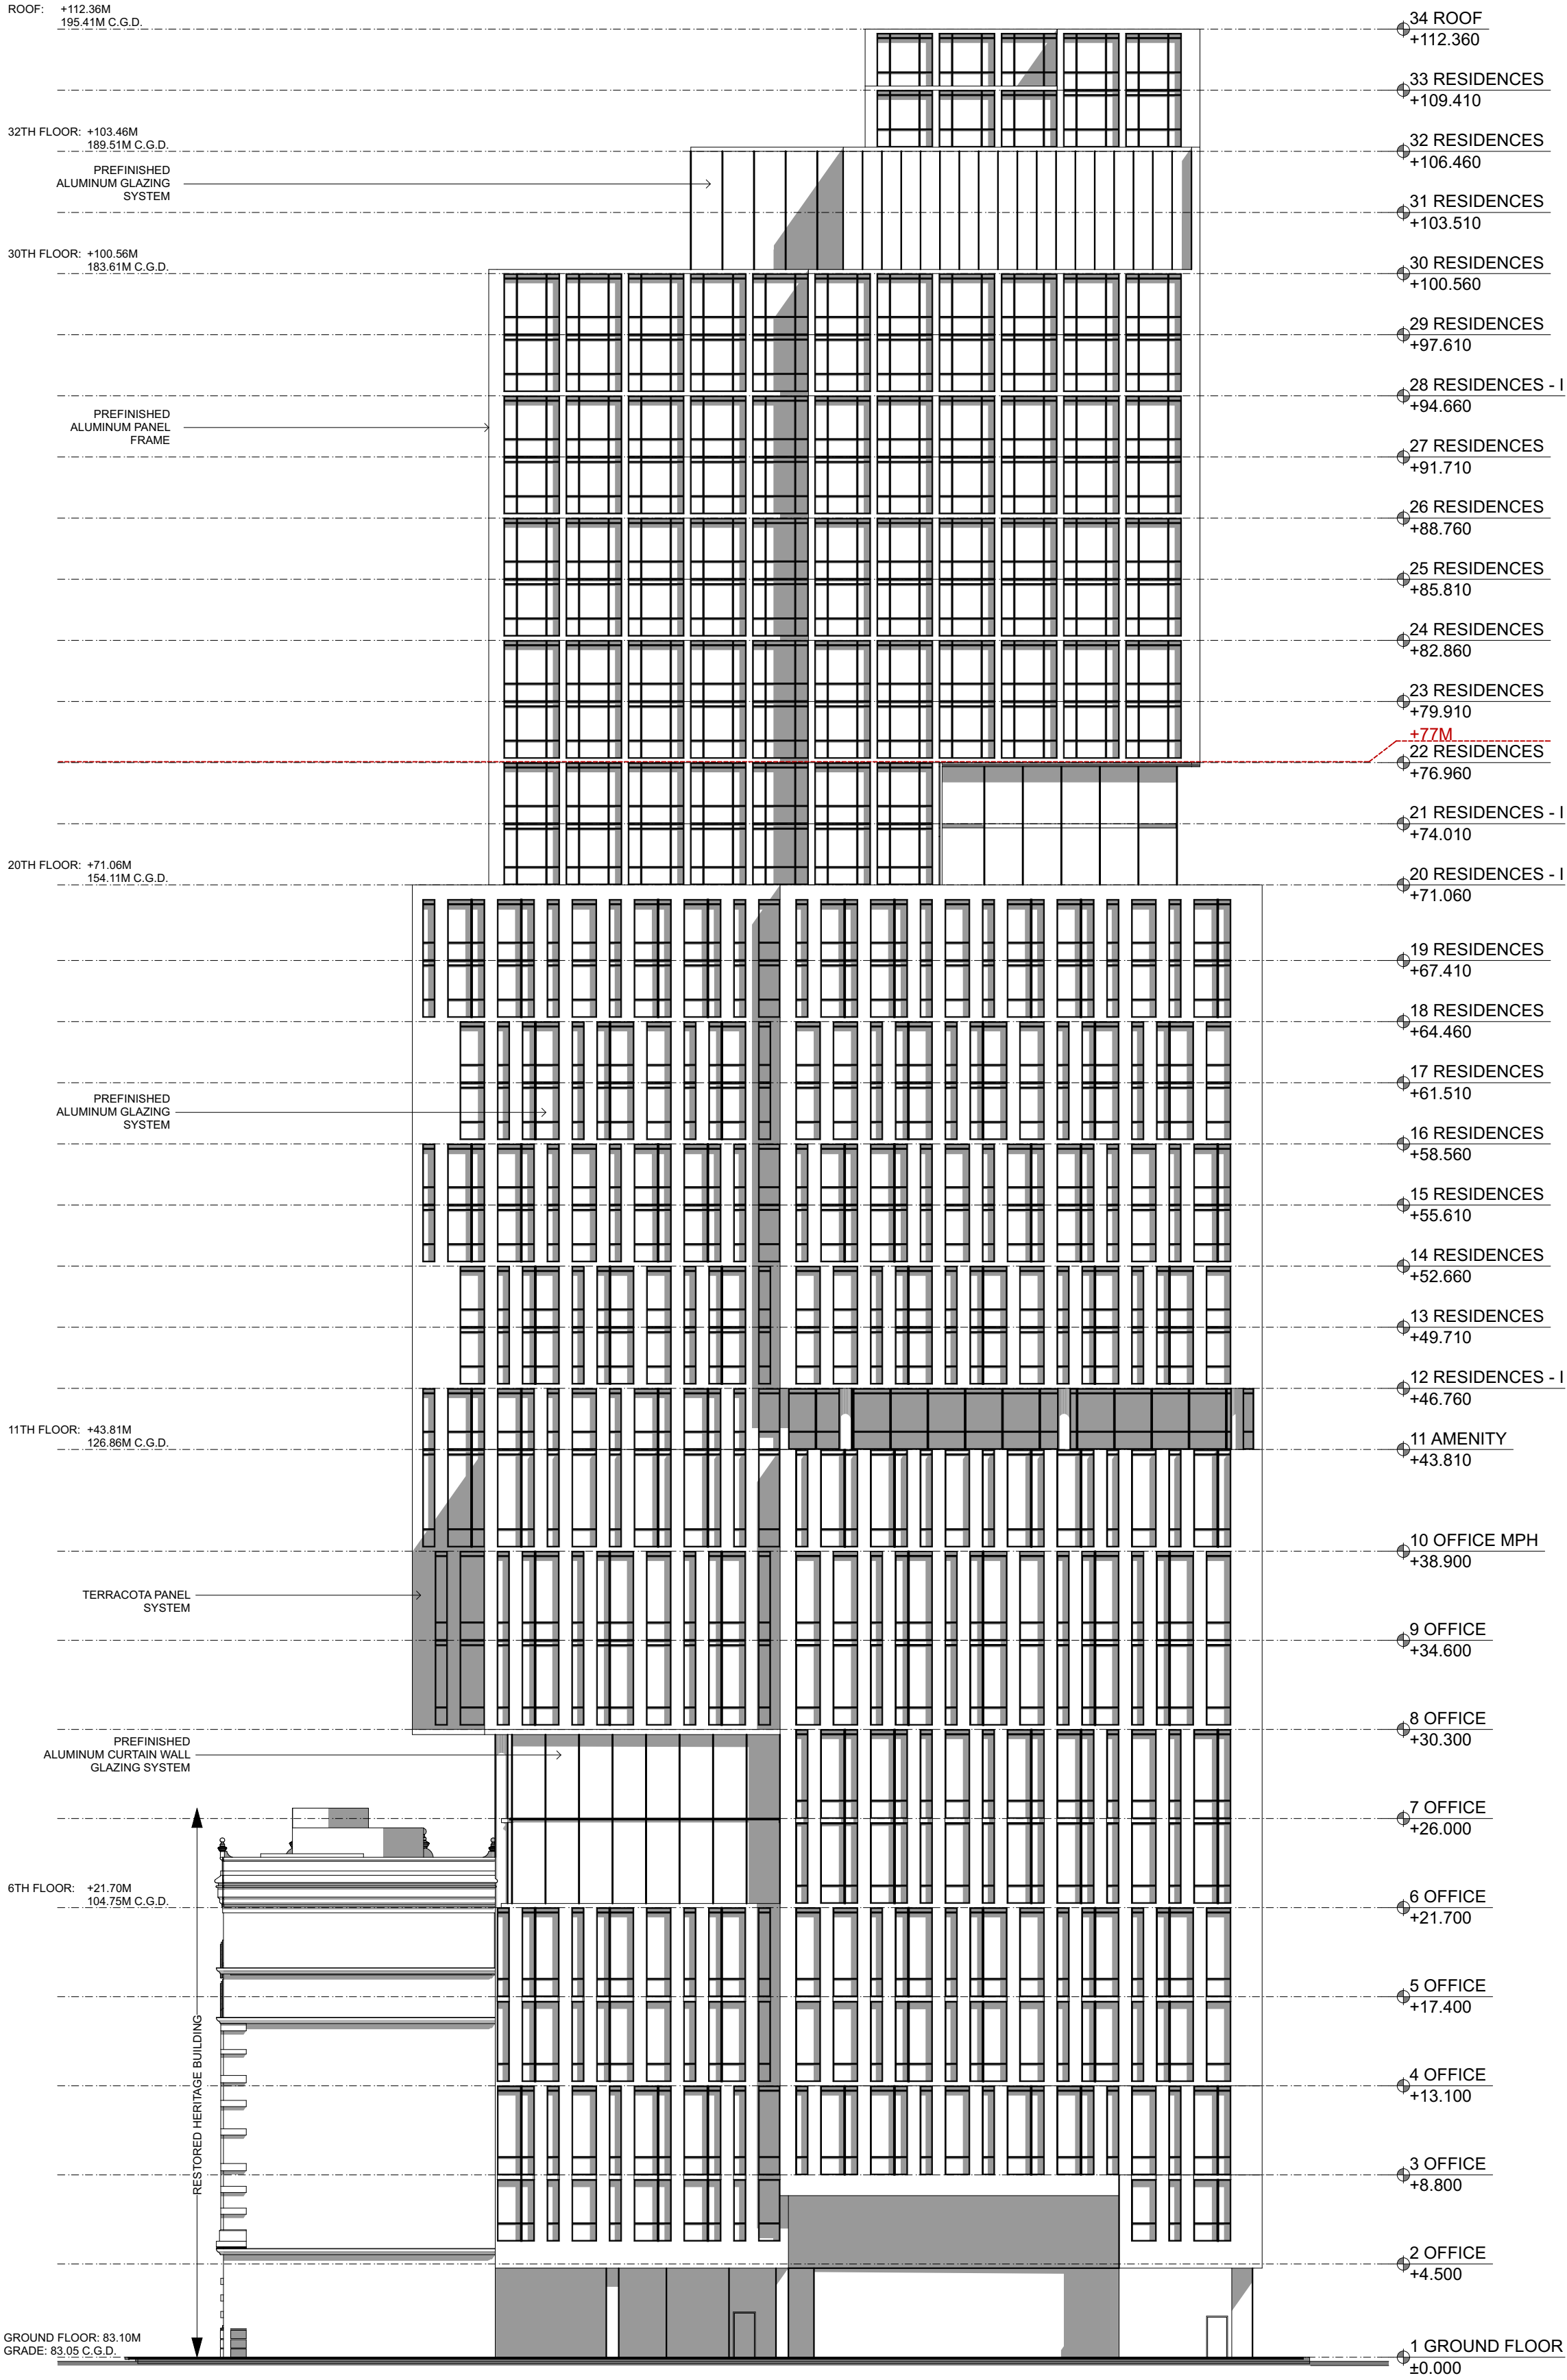 ROOF: +112.36M
195.41M C.G.D.
34 ROOF
+112.360
33 RESIDENCES
+109.410
32TH FLOOR: +103.46M
189.51M C.G.D.
32 RESIDENCES
+106.460
PREFINISHED
ALUMINUM GLAZING
SYSTEM
31 RESIDENCES
+103.510
30TH FLOOR: +100.56M
183.61M C.G.D.
30 RESIDENCES
+100.560
29 RESIDENCES
+97.610
28 RESIDENCES - I
+94.660
PREFINISHED
ALUMINUM PANEL
FRAME
27 RESIDENCES
+91.710
26 RESIDENCES
+88.760
25 RESIDENCES
+85.810
24 RESIDENCES
+82.860
23 RESIDENCES
+79.910
+77M
22 RESIDENCES
+76.960
21 RESIDENCES - I
+74.010
20TH FLOOR: +71.06M
154.11M C.G.D.
20 RESIDENCES - I
+71.060
19 RESIDENCES
+67.410
18 RESIDENCES
+64.460
17 RESIDENCES
+61.510
PREFINISHED
ALUMINUM GLAZING
SYSTEM
16 RESIDENCES
+58.560
15 RESIDENCES
+55.610
14 RESIDENCES
+52.660
13 RESIDENCES
+49.710
12 RESIDENCES - I
+46.760
11TH FLOOR: +43.81M
126.86M C.G.D.
11 AMENITY
+43.810
10 OFFICE MPH
+38.900
TERRACOTA PANEL
SYSTEM
9 OFFICE
+34.600
8 OFFICE
+30.300
PREFINISHED
ALUMINUM CURTAIN WALL
GLAZING SYSTEM
7 OFFICE
+26.000
6TH FLOOR: +21.70M
104.75M C.G.D.
6 OFFICE
+21.700
5 OFFICE
+17.400
RESTORED HERITAGE BUILDING
4 OFFICE
+13.100
3 OFFICE
+8.800
2 OFFICE
+4.500
GROUND FLOOR: 83.10M
GRADE: 83.05 C.G.D.
1 GROUND FLOOR
±0.000